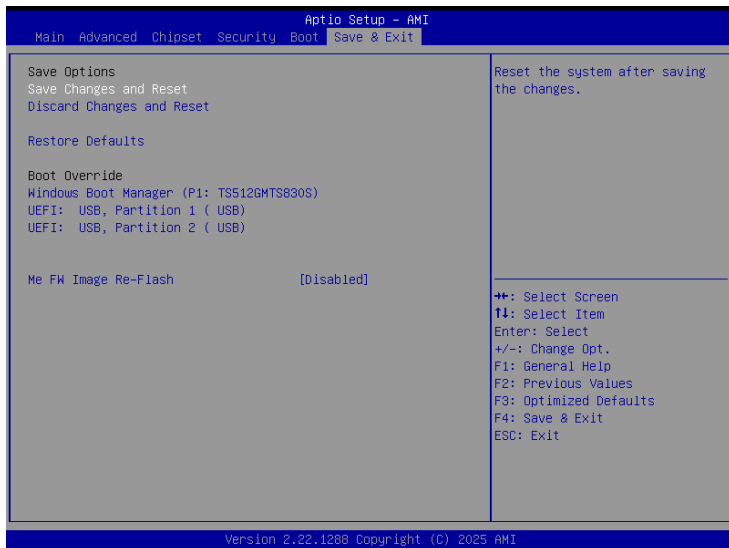 Aptio Setup – AMI
Main Advanced Chipset Security Boot Save & Exit
Save Options
Save Changes and Reset
Discard Changes and Reset
Restore Defaults
Boot Override
Windows Boot Manager (P1: TS512GMTS830S)
UEFI: USB, Partition 1 ( USB)
UEFI: USB, Partition 2 ( USB)
Me FW Image Re-Flash [Disabled]
Reset the system after saving
the changes.
→←: Select Screen
↑↓: Select Item
Enter: Select
+/-: Change Opt.
F1: General Help
F2: Previous Values
F3: Optimized Defaults
F4: Save & Exit
ESC: Exit
Version 2.22.1288 Copyright (C) 2025 AMI